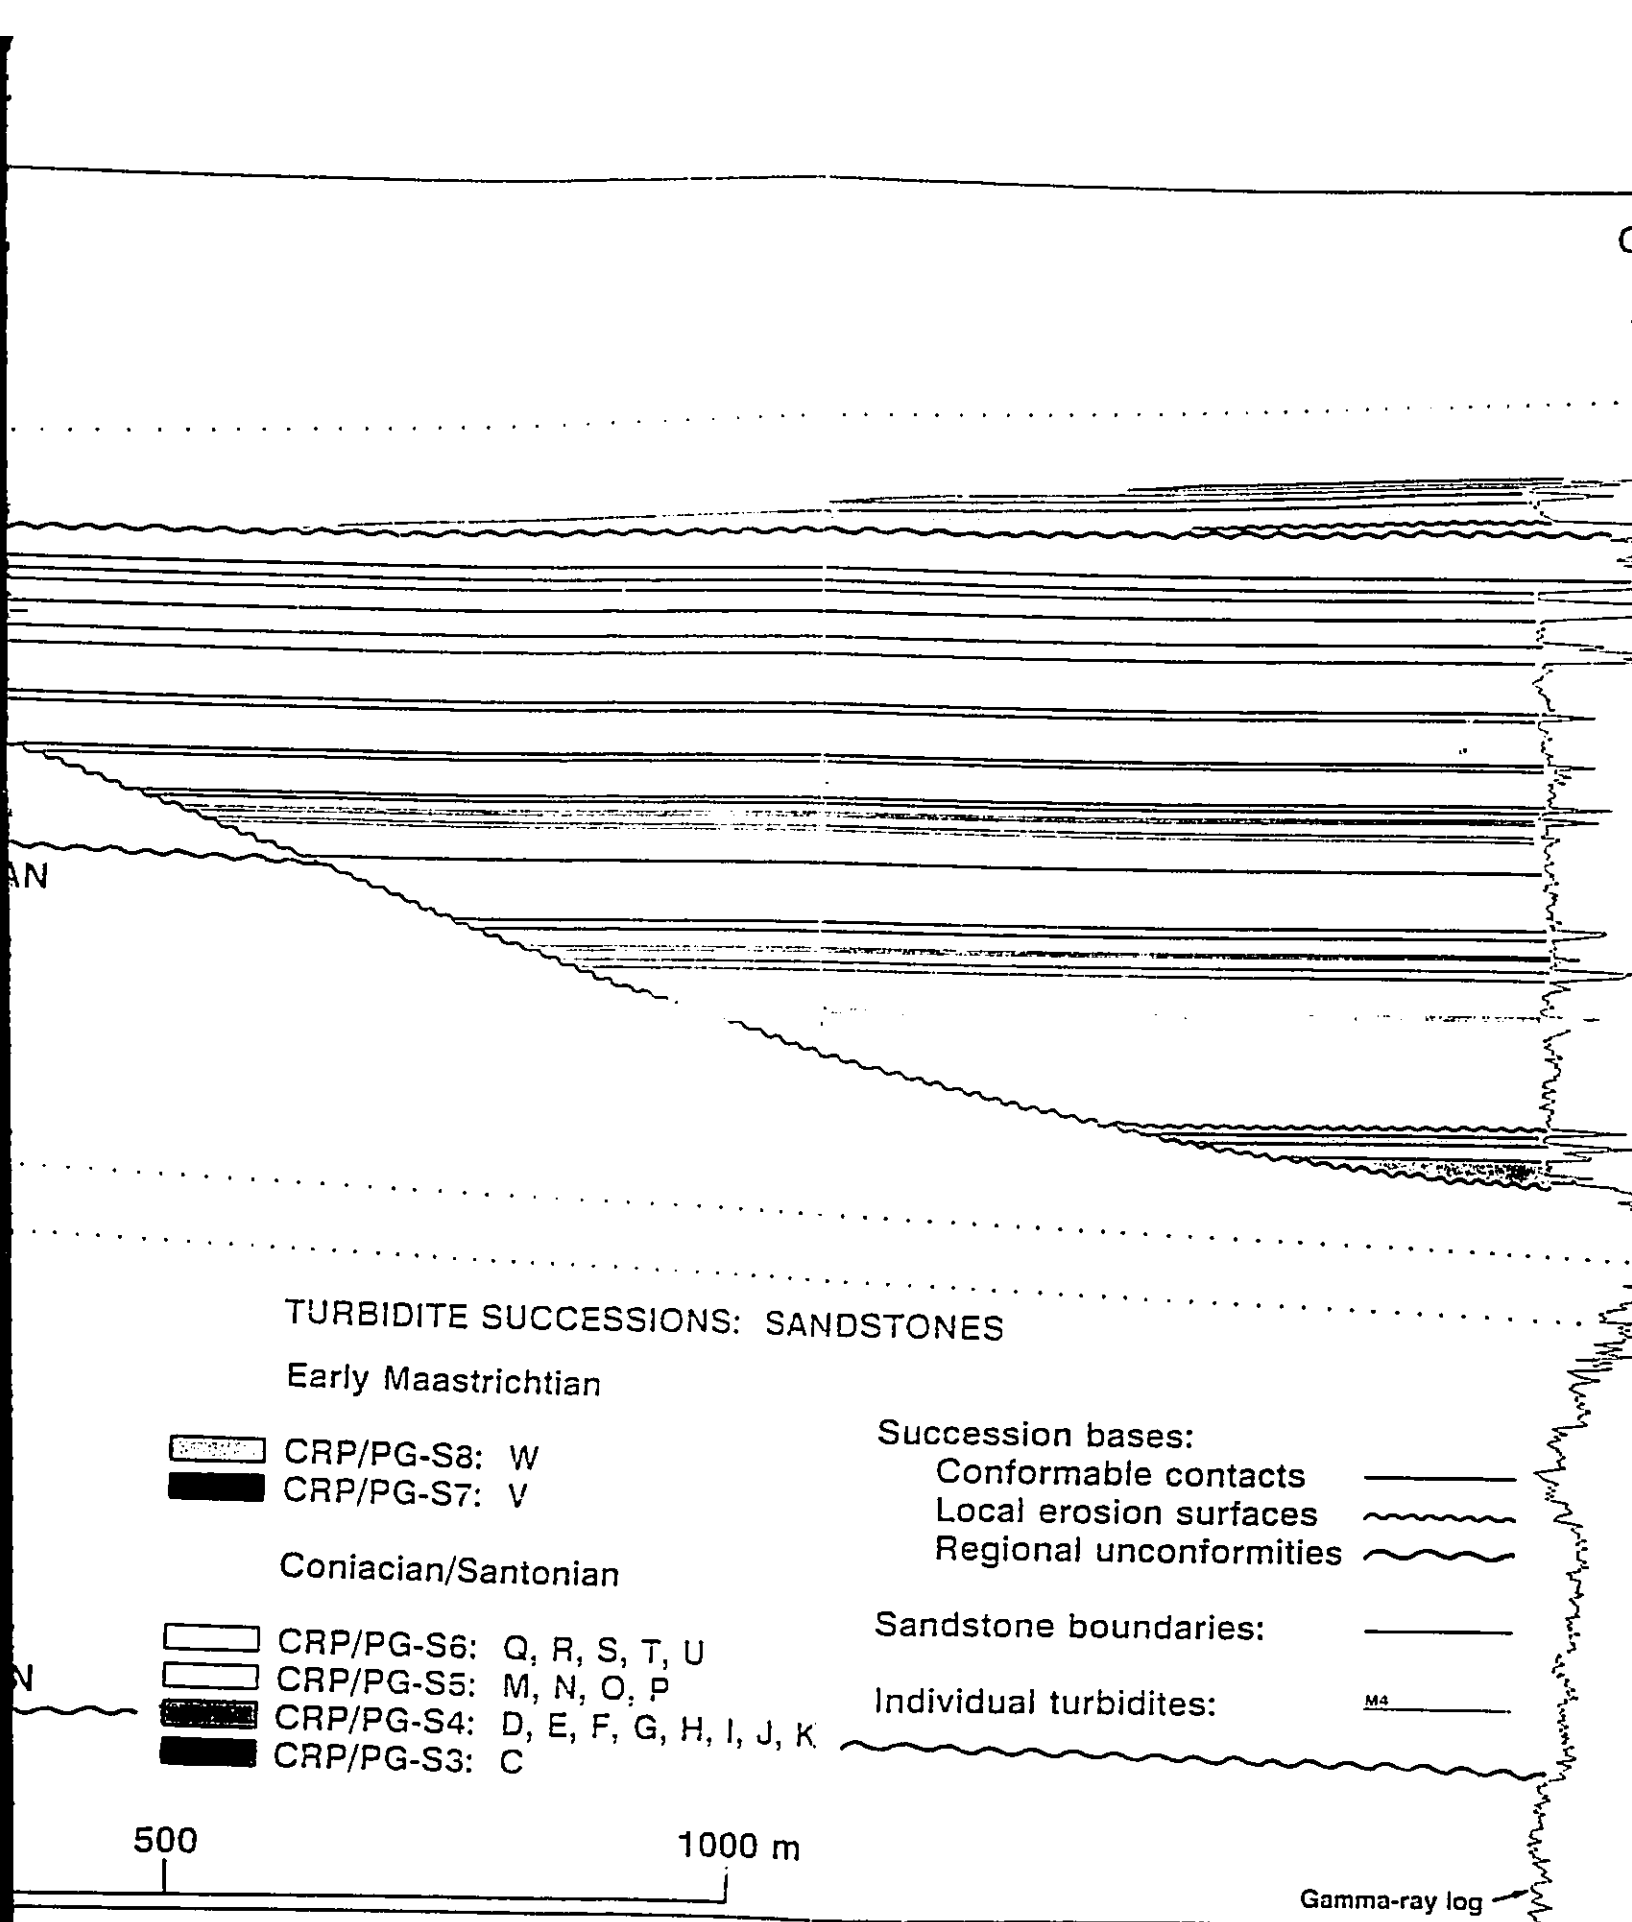 AN
TURBIDITE SUCCESSIONS: SANDSTONES
Early Maastrichtian
CRP/PG-S8: W
CRP/PG-S7: V
Coniacian/Santonian
CRP/PG-S6: Q, R, S, T, U
CRP/PG-S5: M, N, O, P
CRP/PG-S4: D, E, F, G, H, I, J, K
CRP/PG-S3: C
Succession bases:
Conformable contacts
Local erosion surfaces
Regional unconformities
Sandstone boundaries:
Individual turbidites: M4
N
500 1000 m
Gamma-ray log